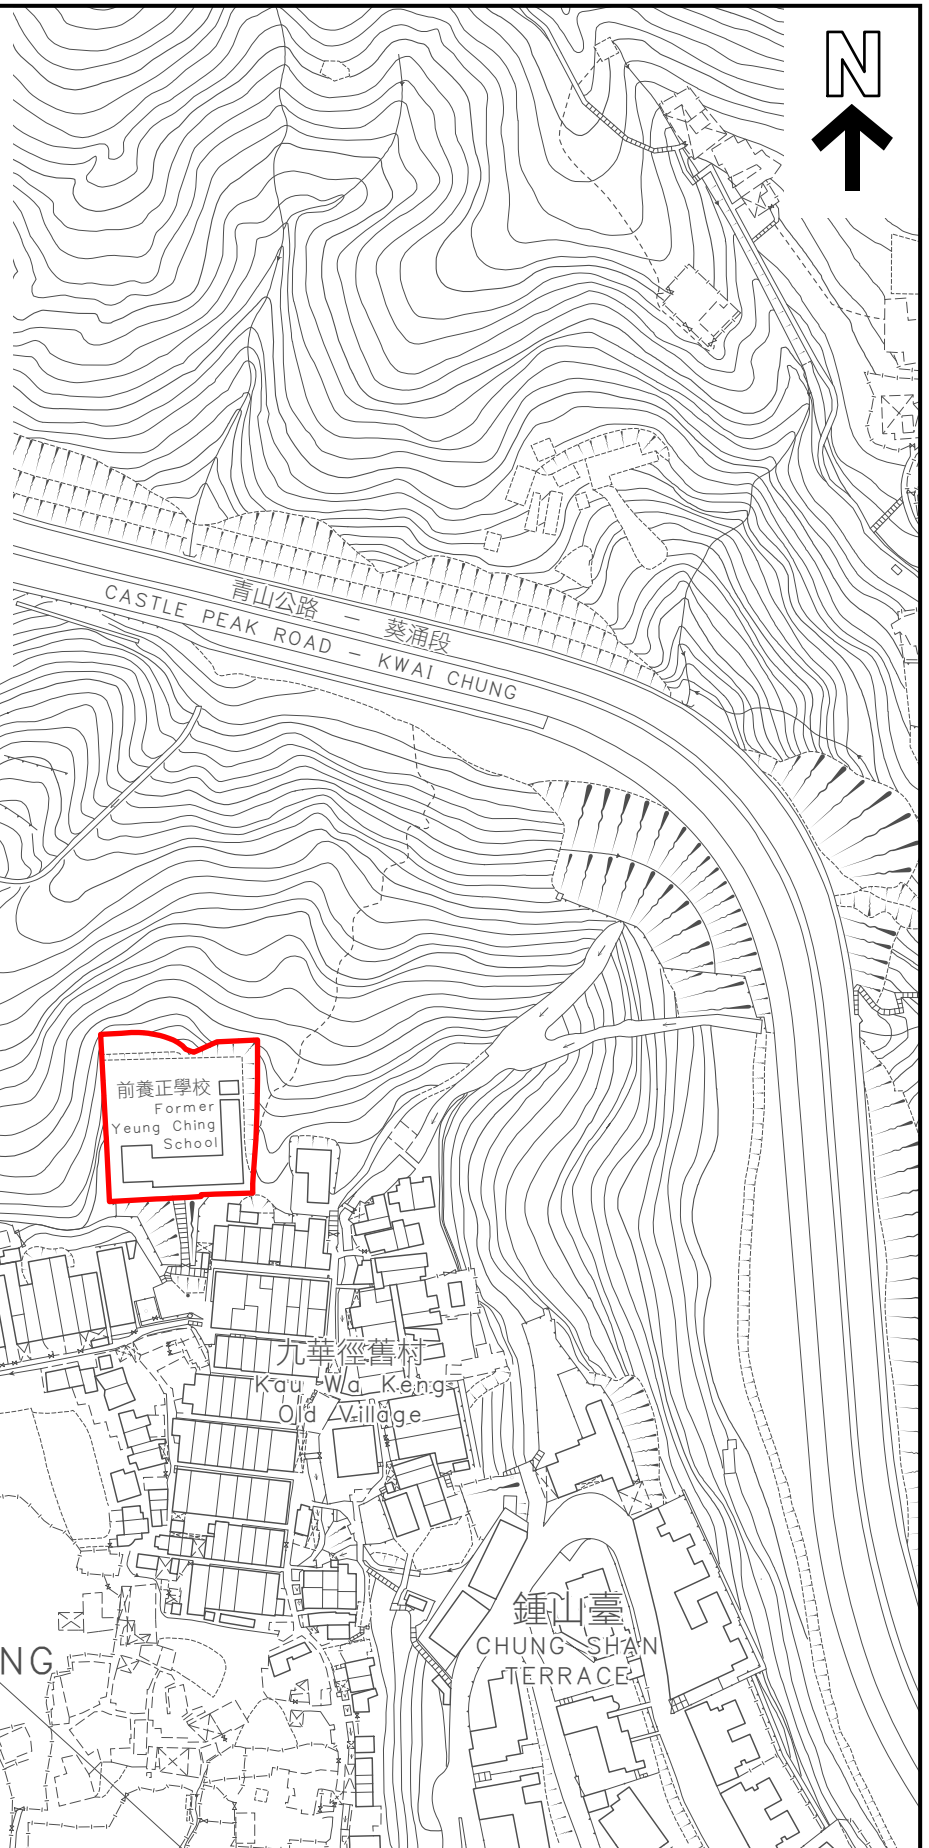 N
青山公路 — 葵涌段
CASTLE PEAK ROAD - KWAI CHUNG
前養正學校
Former
Yeung Ching
School
九華徑舊村
Kau Wa Keng
Old Village
鍾山臺
CHUNG SHAN
TERRACE
NG